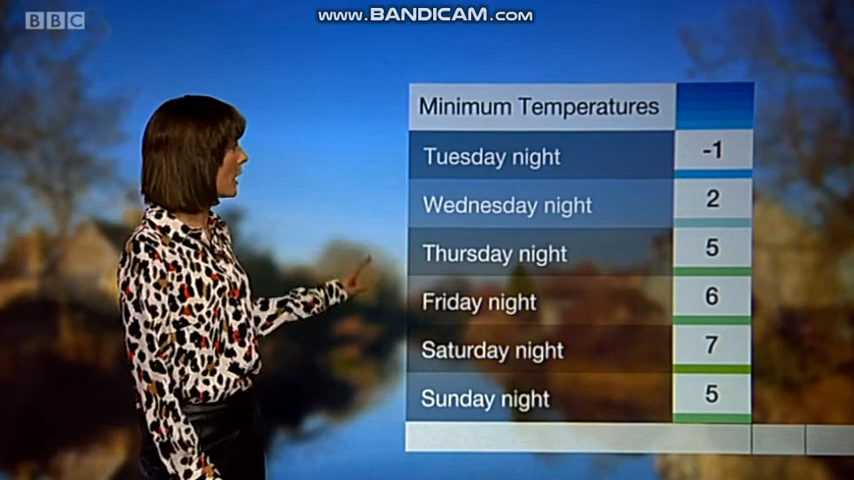 BBC
www.BANDICAM.com
Minimum Temperatures
Tuesday night -1
Wednesday night 2
Thursday night 5
Friday night 6
Saturday night 7
Sunday night 5